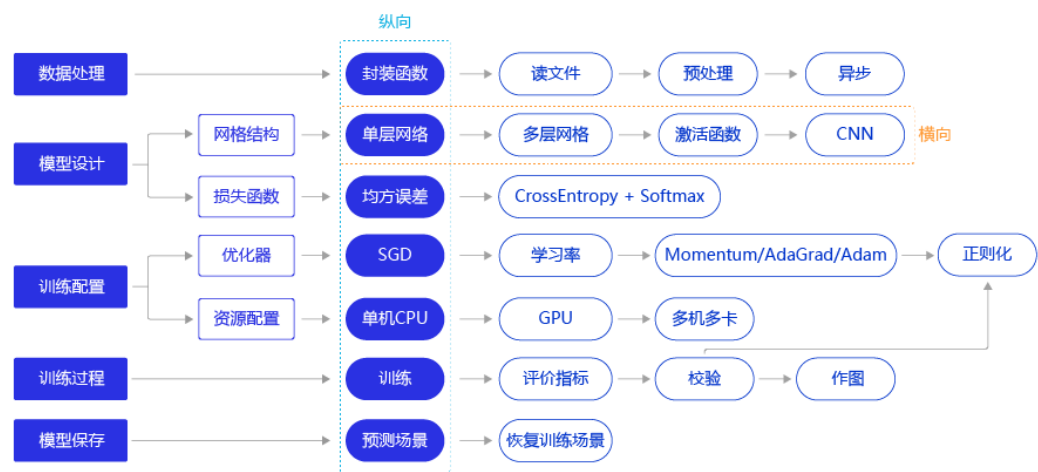 纵向
数据处理
封装函数
读文件
预处理
异步
网格结构
单层网络
多层网格
激活函数
CNN
横向
模型设计
损失函数
均方误差
CrossEntropy + Softmax
优化器
SGD
学习率
Momentum/AdaGrad/Adam
正则化
训练配置
资源配置
单机CPU
GPU
多机多卡
训练过程
训练
评价指标
校验
作图
模型保存
预测场景
恢复训练场景